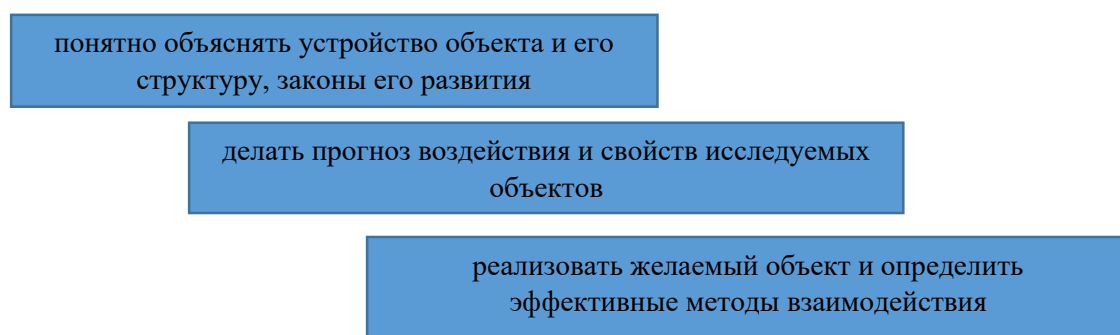 понятно объяснять устройство объекта и его
структуру, законы его развития
делать прогноз воздействия и свойств исследуемых
объектов
реализовать желаемый объект и определить
эффективные методы взаимодействия